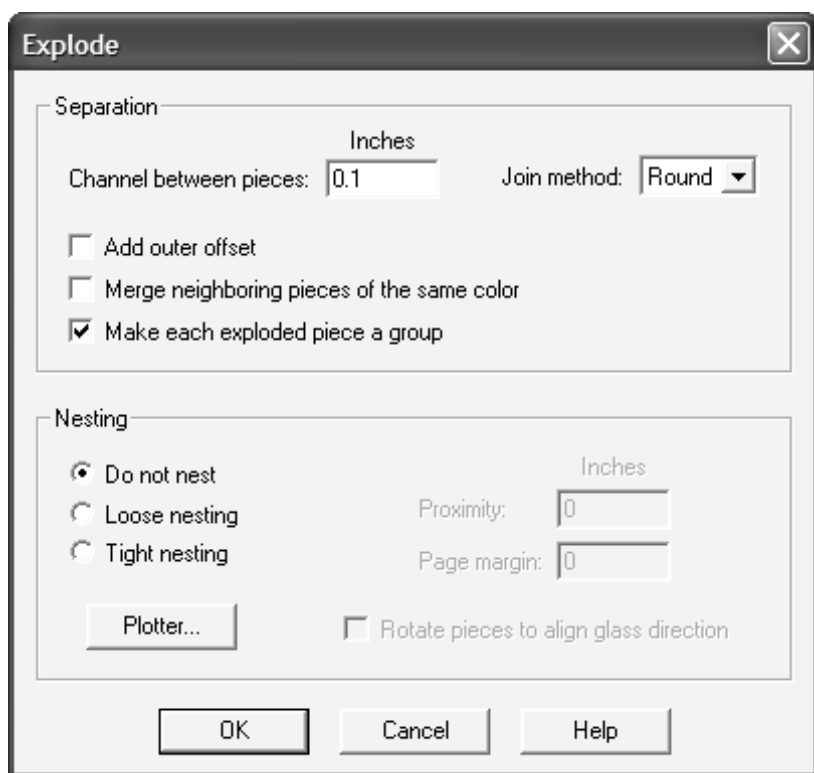 Explode
Separation
Inches
Channel between pieces: 0.1 Join method: Round
Add outer offset
Merge neighboring pieces of the same color
Make each exploded piece a group
Nesting
Do not nest
Inches
Loose nesting
Proximity: 0
Tight nesting
Page margin: 0
Plotter...
Rotate pieces to align glass direction
OK Cancel Help